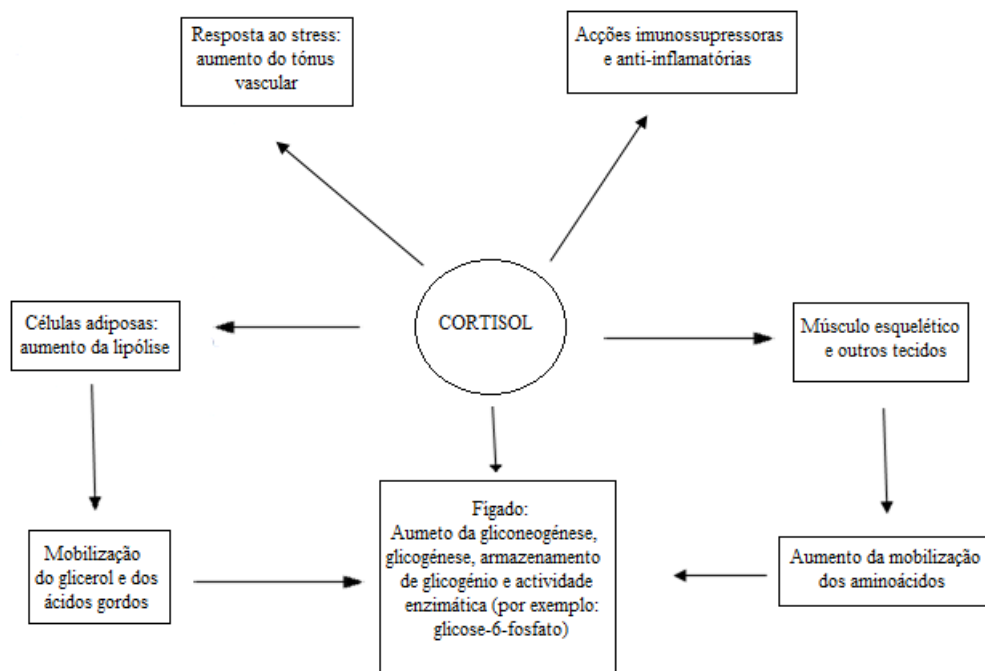 Resposta ao stress:
aumento do tónus
vascular
Acções imunossupressoras
e anti-inflamatórias
Células adiposas:
aumento da lipólise
CORTISOL
Músculo esquelético
e outros tecidos
Mobilização
do glicerol e dos
ácidos gordos
Fígado:
Aumeto da gliconeogénese,
glicogénese, armazenamento
de glicogénio e actividade
enzimática (por exemplo:
glicose-6-fosfato)
Aumento da mobilização
dos aminoácidos